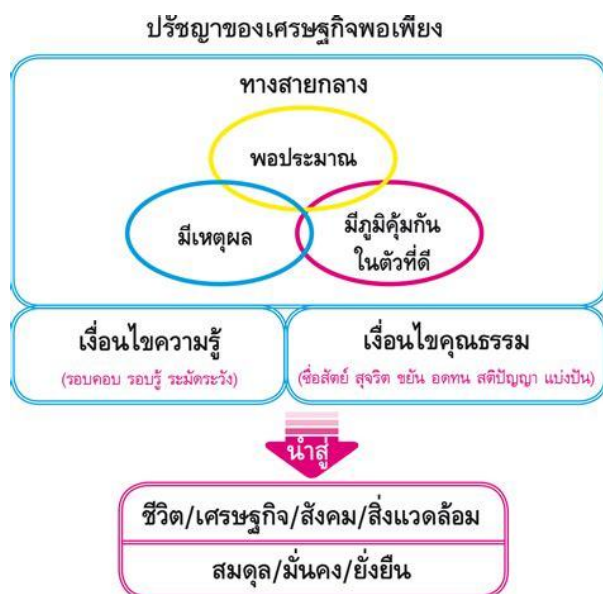 ปรัชญาของเศรษฐกิจพอเพียง
ทางสายกลาง
พอประมาณ
มีเหตุผล
มีภูมิคุ้มกัน
ในตัวที่ดี
เงื่อนไขความรู้
(รอบคอบ รอบรู้ ระมัดระวัง)
เงื่อนไขคุณธรรม
(ซื่อสัตย์ สุจริต ขยัน อดทน สติปัญญา แบ่งปัน)
นำสู่
ชีวิต/เศรษฐกิจ/สังคม/สิ่งแวดล้อม
สมดุล/มั่นคง/ยั่งยืน